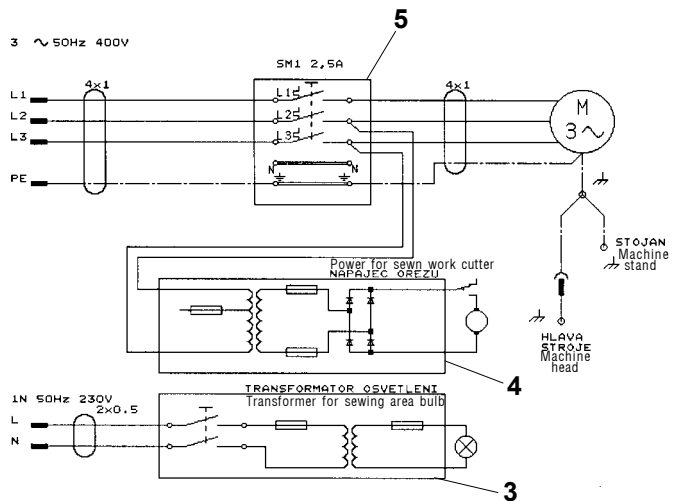 5
3 ~ 50Hz 400V
SM1 2,5A
4x1
4x1
L1
L1
L2
L2
L3
L3
PE
N
N
M
3 ~
STOJAN
Machine
stand
Power for sewn work cutter
NAPAJEC OREZU
HLAVA
STROJE
Machine
head
4
TRANSFORMATOR OSVETLENI
Transformer for sewing area bulb
1N 50Hz 230V
2x0.5
L
N
3